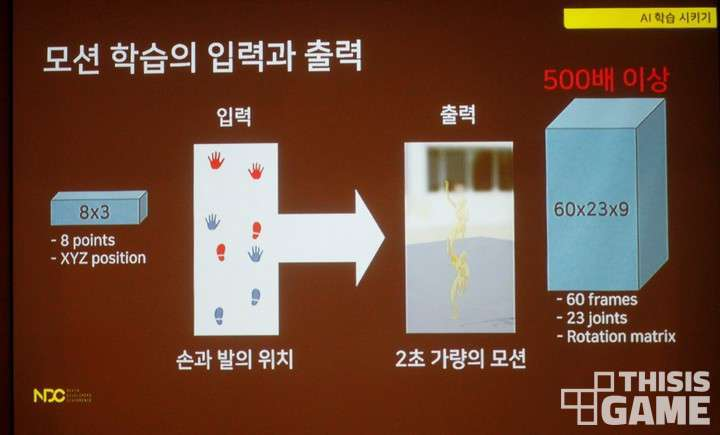 AI 학습 시키기
모션 학습의 입력과 출력
500배 이상
입력
출력
8x3
- 8 points
- XYZ position
60x23x9
- 60 frames
- 23 joints
- Rotation matrix
손과 발의 위치
2초 가량의 모션
NDC
THISIS
GAME